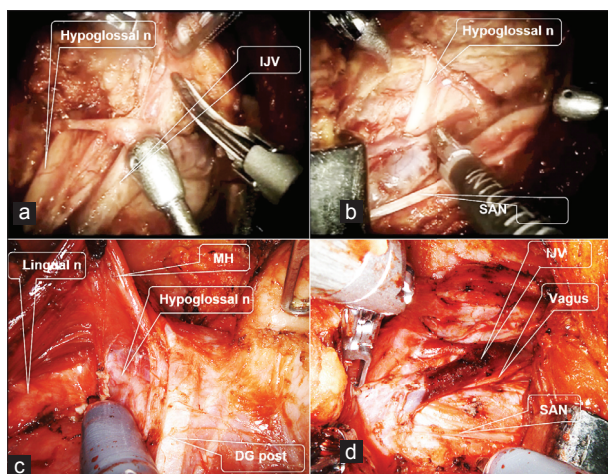 Hypoglossal n
IJV
a
Hypoglossal n
SAN
b
Lingual n
MH
Hypoglossal n
DG post
c
IJV
Vagus
SAN
d